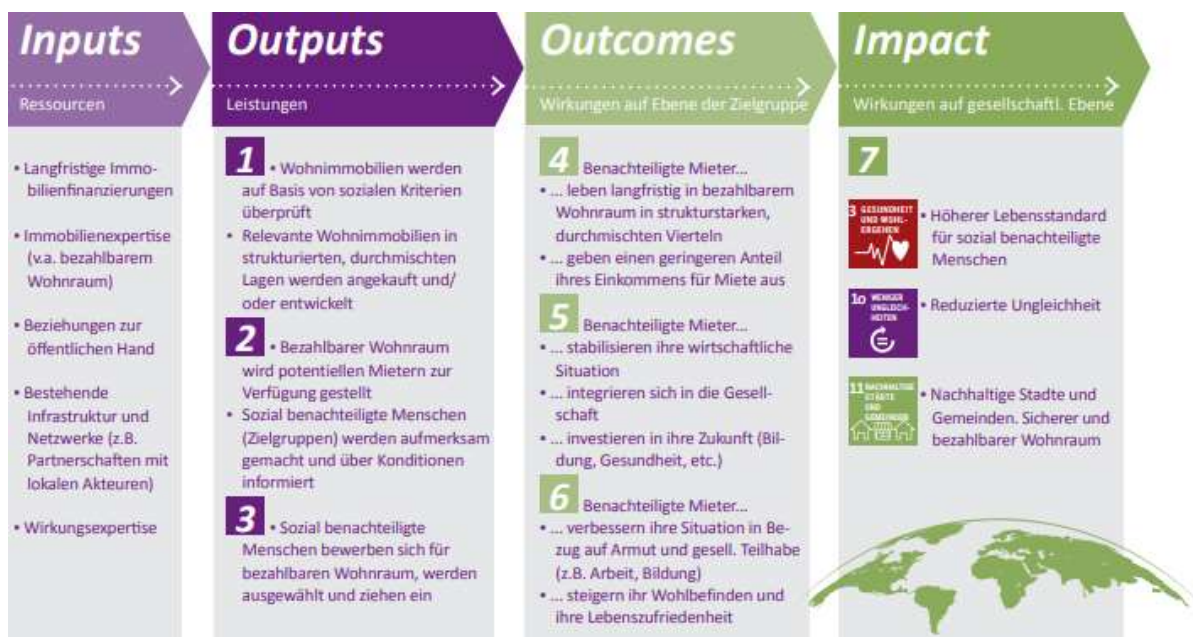 Inputs
Ressourcen
• Langfristige Immo-
bilienfinanzierungen
• Immobilienexpertise
(v.a. bezahlbarem
Wohnraum)
• Beziehungen zur
öffentlichen Hand
• Bestehende
Infrastruktur und
Netzwerke (z.B.
Partnerschaften mit
lokalen Akteuren)
• Wirkungsexpertise
Outputs
Leistungen
1 • Wohnimmobilien werden
auf Basis von sozialen Kriterien
überprüft
• Relevante Wohnimmobilien in
strukturierten, durchmischten
Lagen werden angekauft und/
oder entwickelt
2 • Bezahlbarer Wohnraum
wird potentiellen Mietern zur
Verfügung gestellt
• Sozial benachteiligte Menschen
(Zielgruppen) werden aufmerksam
gemacht und über Konditionen
informiert
3 • Sozial benachteiligte
Menschen bewerben sich für
bezahlbaren Wohnraum, werden
ausgewählt und ziehen ein
Outcomes
Wirkungen auf Ebene der Zielgruppe
4 Benachteiligte Mieter...
• ... leben langfristig in bezahlbarem
Wohnraum in strukturstarken,
durchmischten Vierteln
• ... geben einen geringeren Anteil
ihres Einkommens für Miete aus
5 Benachteiligte Mieter...
• ... stabilisieren ihre wirtschaftliche
Situation
• ... integrieren sich in die Gesell-
schaft
• ... investieren in ihre Zukunft (Bil-
dung, Gesundheit, etc.)
6 Benachteiligte Mieter...
• ... verbessern ihre Situation in Be-
zug auf Armut und gesell. Teilhabe
(z.B. Arbeit, Bildung)
• ... steigern ihr Wohlbefinden und
ihre Lebenszufriedenheit
Impact
Wirkungen auf gesellschaftl. Ebene
7
3 GESUNDHEIT
UND WOHL-
ERGEHEN
• Höherer Lebensstandard
für sozial benachteiligte
Menschen
10 WENIGER
UNGLEICH-
HEITEN
• Reduzierte Ungleichheit
11 NACHHALTIGE
STÄDTE
UND
GEMEINDEN
• Nachhaltige Stadte und
Gemeinden. Sicherer und
bezahlbarer Wohnraum